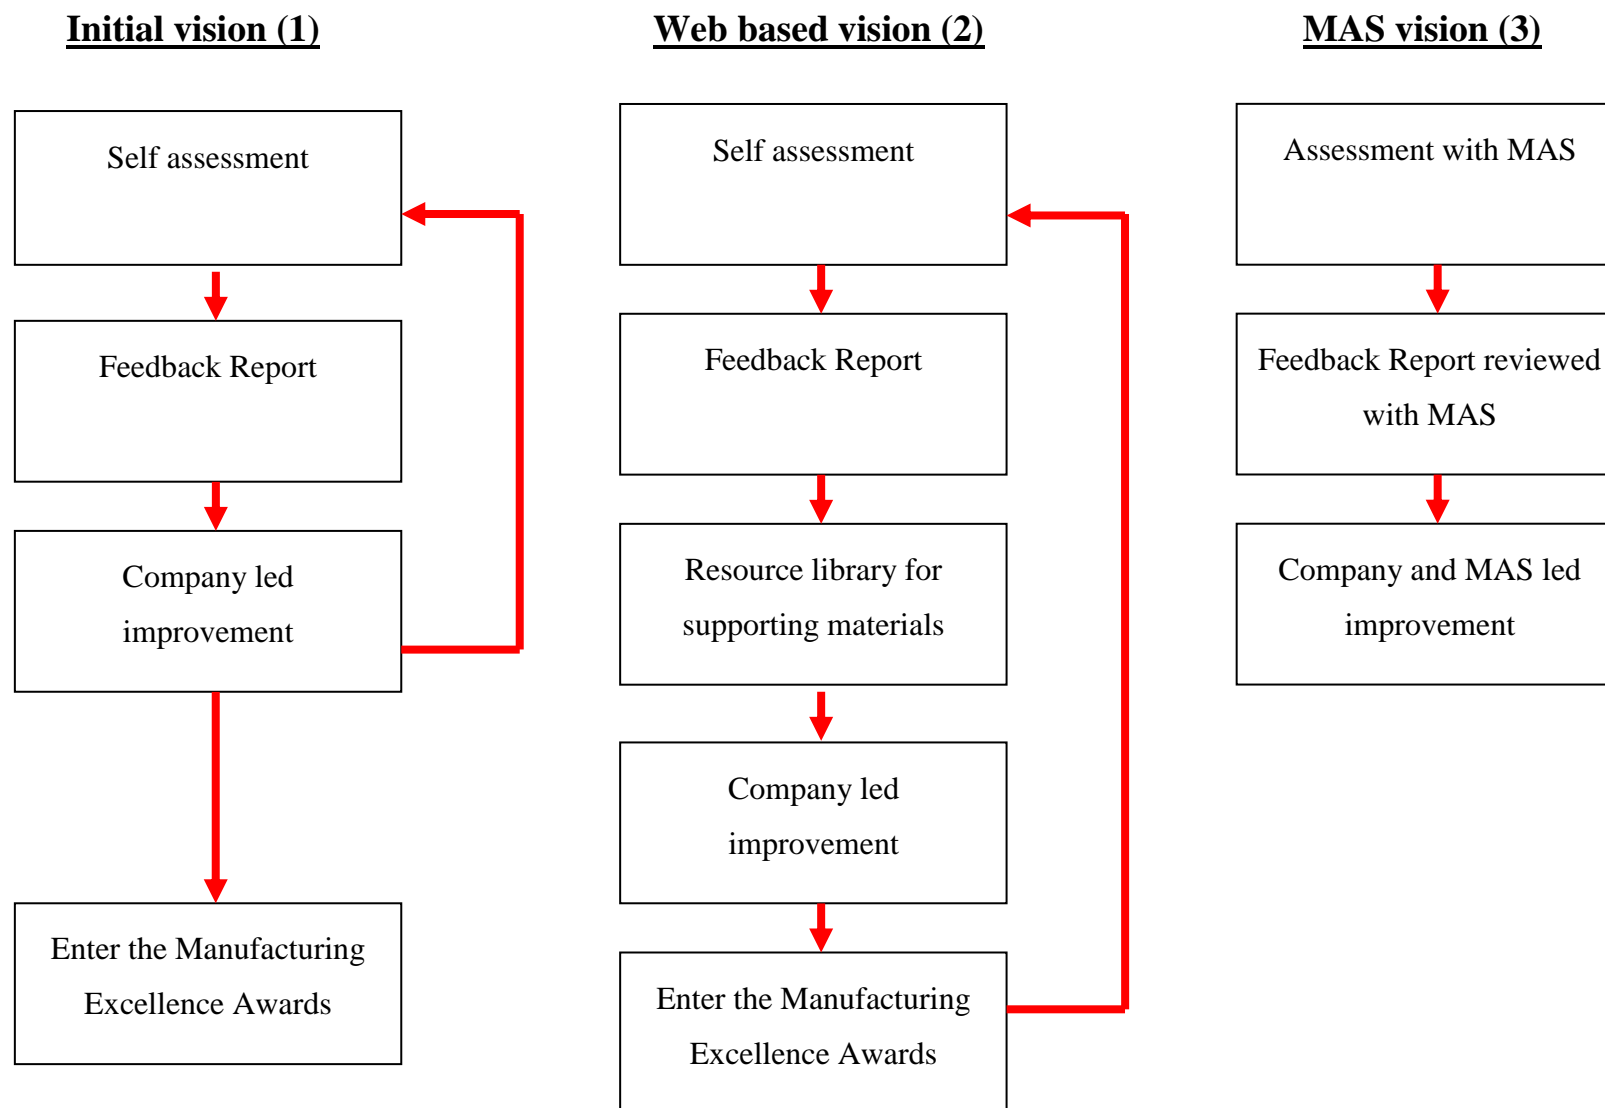 Initial vision (1)
Self assessment
Feedback Report
Company led
improvement
Enter the Manufacturing
Excellence Awards
Web based vision (2)
Self assessment
Feedback Report
Resource library for
supporting materials
Company led
improvement
Enter the Manufacturing
Excellence Awards
MAS vision (3)
Assessment with MAS
Feedback Report reviewed
with MAS
Company and MAS led
improvement